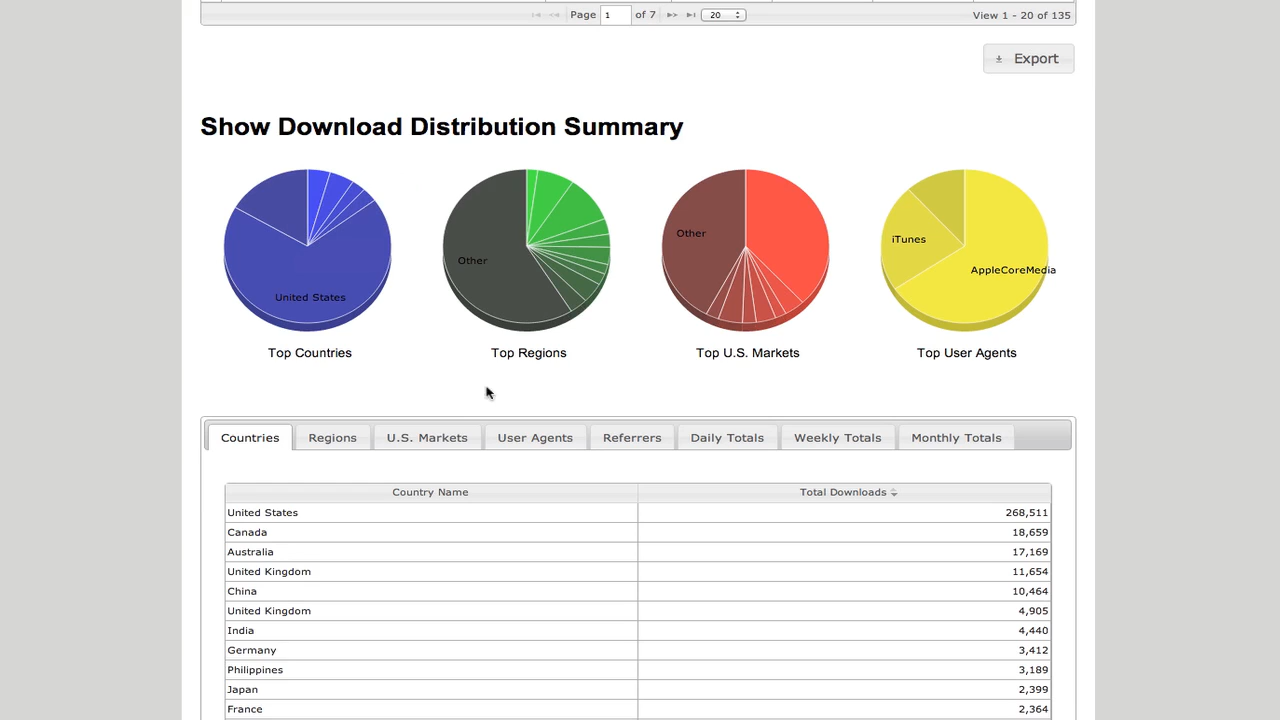 Page 1 of 7 20 View 1 - 20 of 135
Export
Show Download Distribution Summary
United States
Other
Other
iTunes
AppleCoreMedia
Top Countries
Top Regions
Top U.S. Markets
Top User Agents
Countries Regions U.S. Markets User Agents Referrers Daily Totals Weekly Totals Monthly Totals
Country Name Total Downloads
United States 268,511
Canada 18,659
Australia 17,169
United Kingdom 11,654
China 10,464
United Kingdom 4,905
India 4,440
Germany 3,412
Philippines 3,189
Japan 2,399
France 2,364